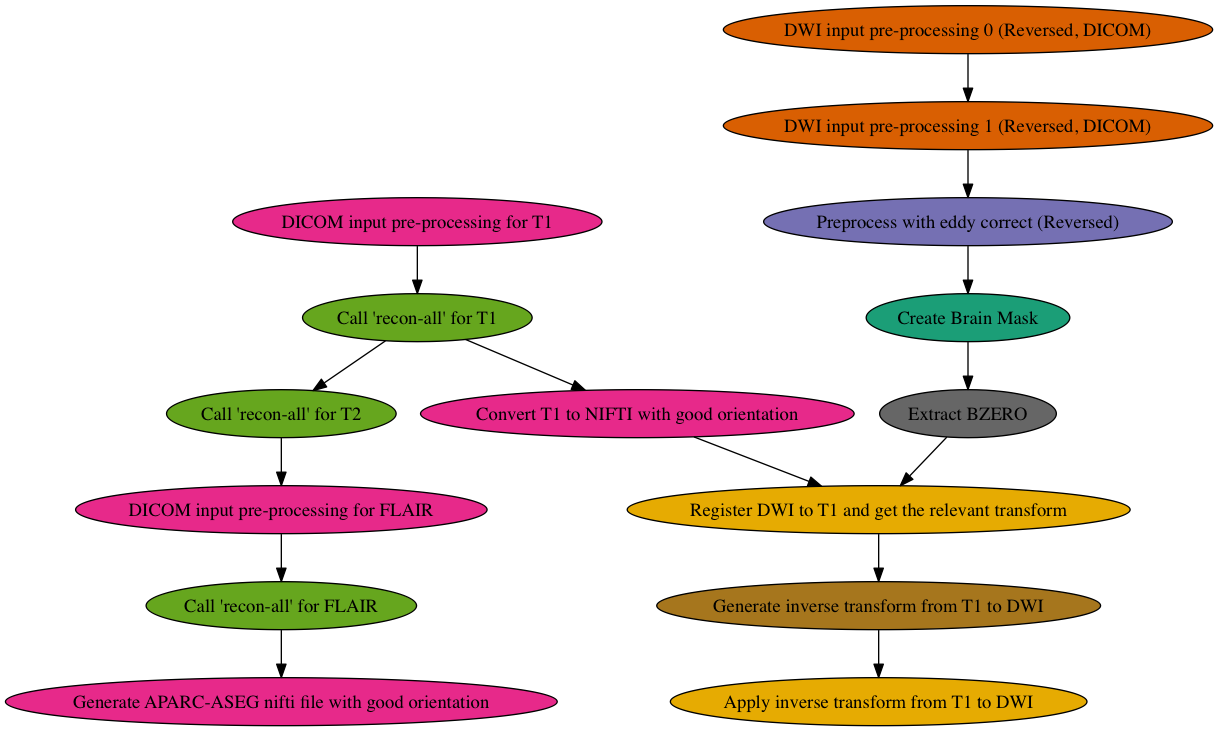 DWI input pre-processing 0 (Reversed, DICOM)
DWI input pre-processing 1 (Reversed, DICOM)
DICOM input pre-processing for T1
Preprocess with eddy correct (Reversed)
Call 'recon-all' for T1
Create Brain Mask
Call 'recon-all' for T2
Convert T1 to NIFTI with good orientation
Extract BZERO
DICOM input pre-processing for FLAIR
Register DWI to T1 and get the relevant transform
Call 'recon-all' for FLAIR
Generate inverse transform from T1 to DWI
Generate APARC-ASEG nifti file with good orientation
Apply inverse transform from T1 to DWI